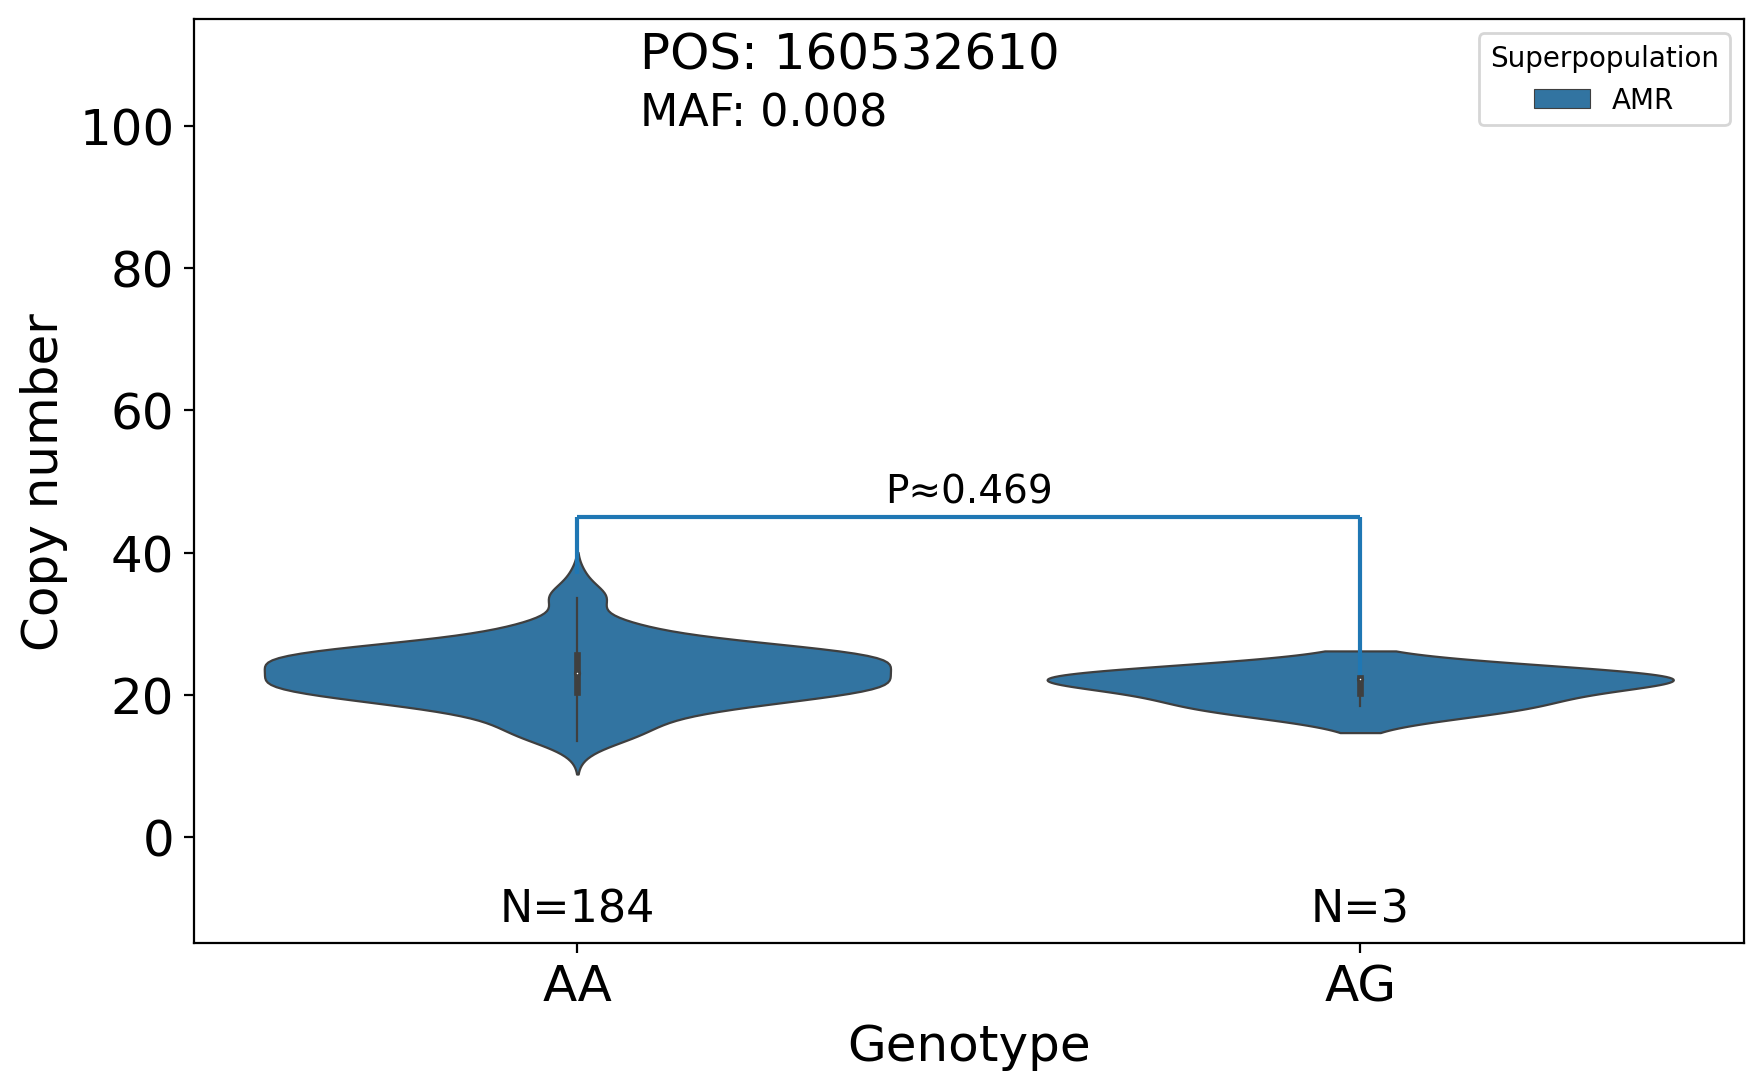 POS: 160532610
MAF: 0.008
Superpopulation
AMR
100
80
60
40
20
0
Copy number
P≈0.469
N=184
N=3
AA
AG
Genotype